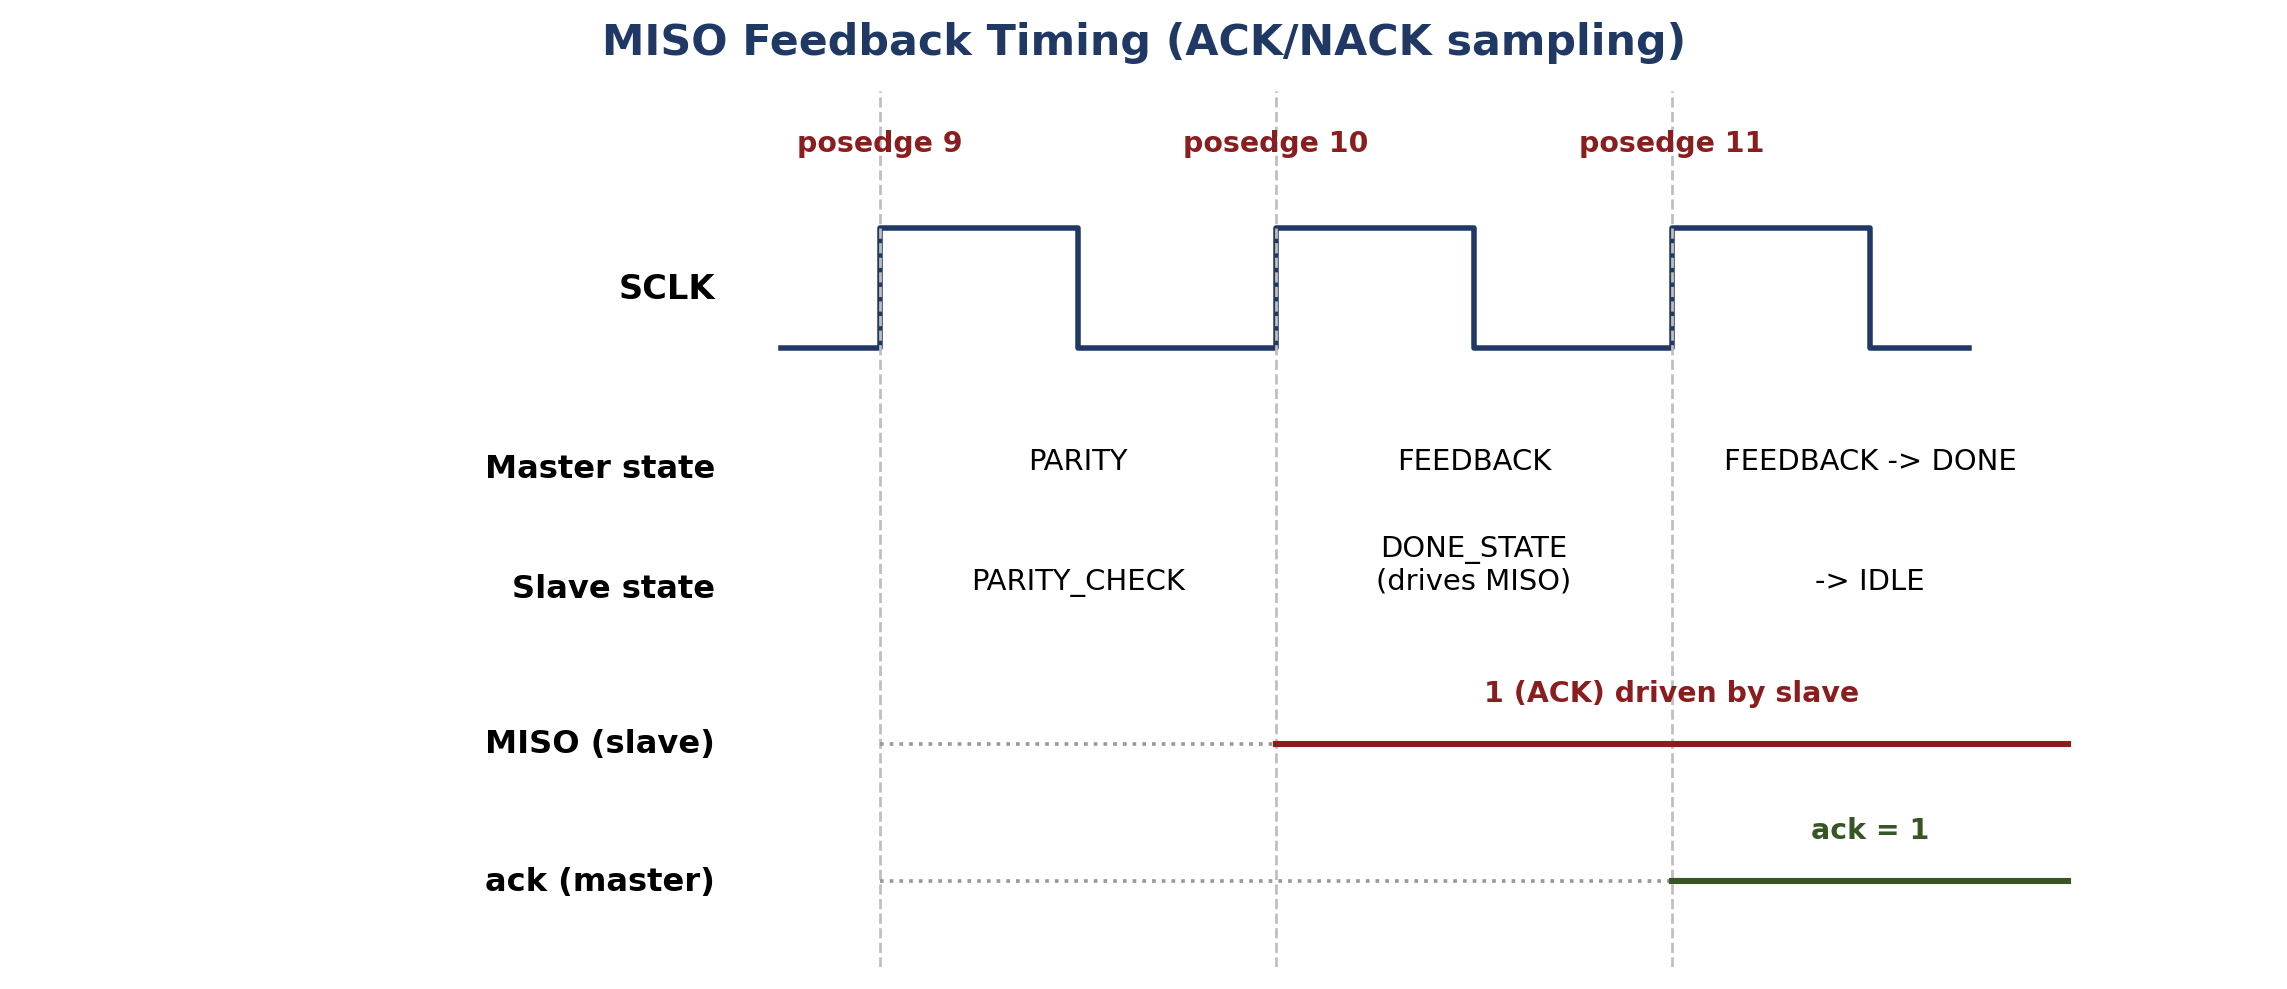 MISO Feedback Timing (ACK/NACK sampling)
posedge 9
posedge 10
posedge 11
SCLK
Master state
PARITY
FEEDBACK
FEEDBACK -> DONE
Slave state
PARITY_CHECK
DONE_STATE
(drives MISO)
-> IDLE
1 (ACK) driven by slave
MISO (slave)
ack = 1
ack (master)